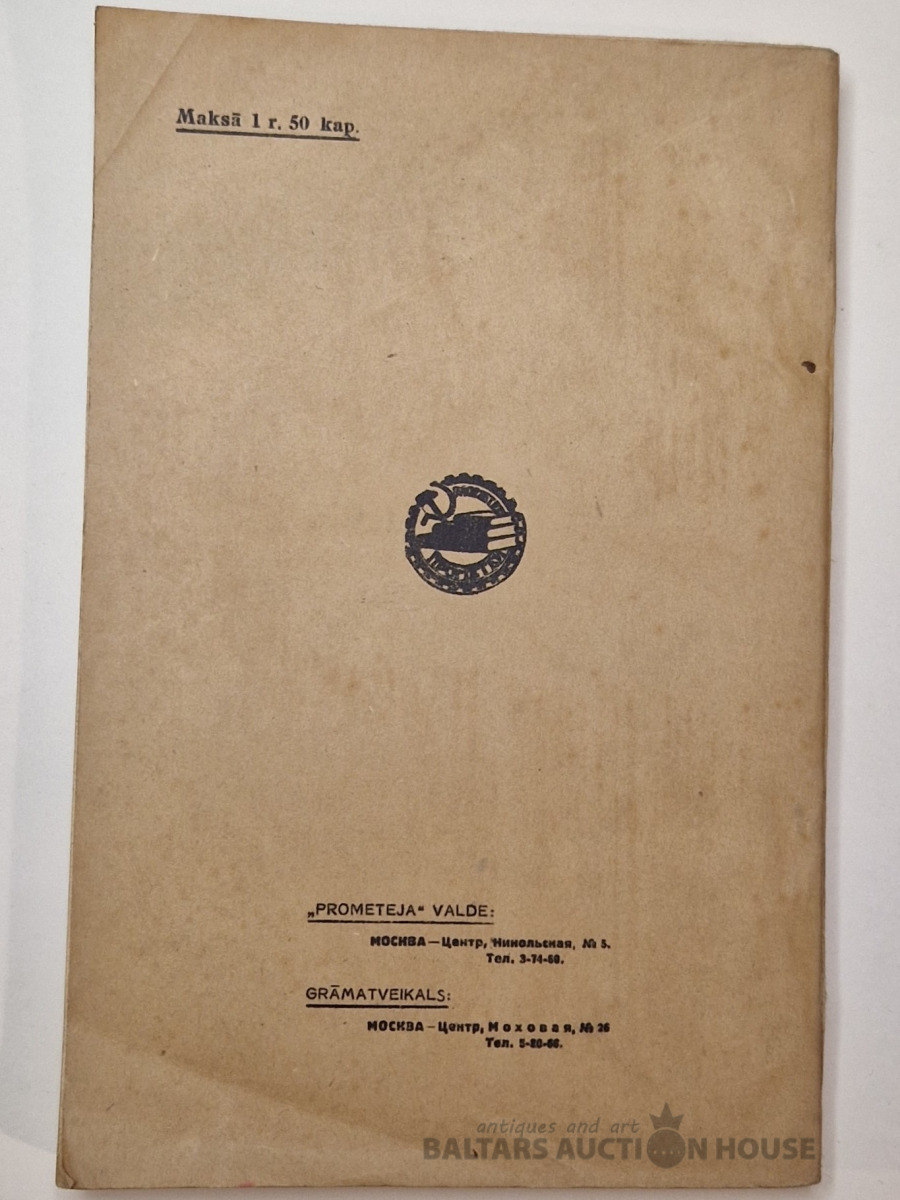 Maksā 1 r. 50 kap.
„PROMETEJA“ VALDE:
МОСКВА — Центр, Никольская, № 5.
Тел. 3-74-60.
GRĀMATVEIKALS:
МОСКВА — Центр, Моховая, № 26
Тел. 5-80-66.
antiques and art
BALTARS AUCTION HOUSE